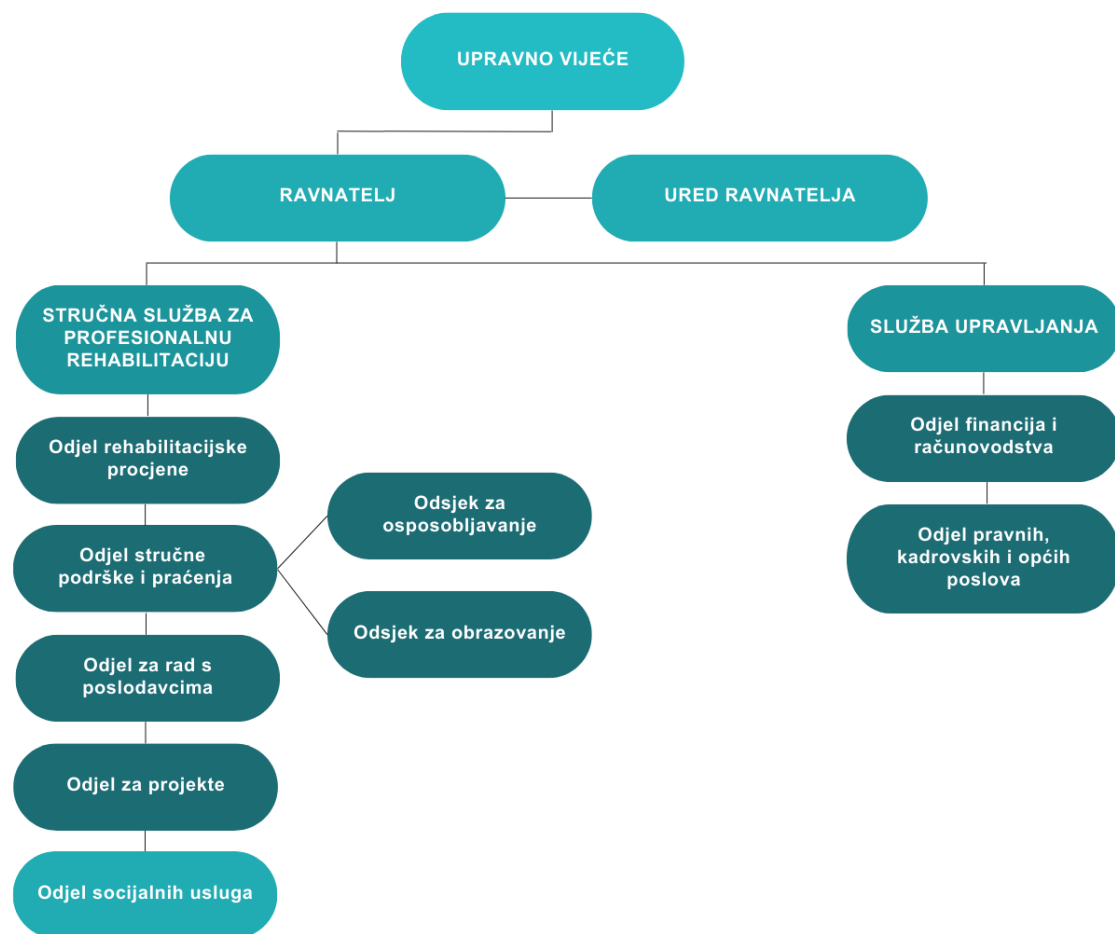 UPRAVNO VIJEĆE
RAVNATELJ
URED RAVNATELJA
STRUČNA SLUŽBA ZA
PROFESIONALNU
REHABILITACIJU
SLUŽBA UPRAVLJANJA
Odjel rehabilitacijske
procjene
Odjel stručne
podrške i praćenja
Odjel za rad s
poslodavcima
Odjel za projekte
Odjel socijalnih usluga
Odsjek za
osposobljavanje
Odsjek za obrazovanje
Odjel financija i
računovodstva
Odjel pravnih,
kadrovskih i općih
poslova